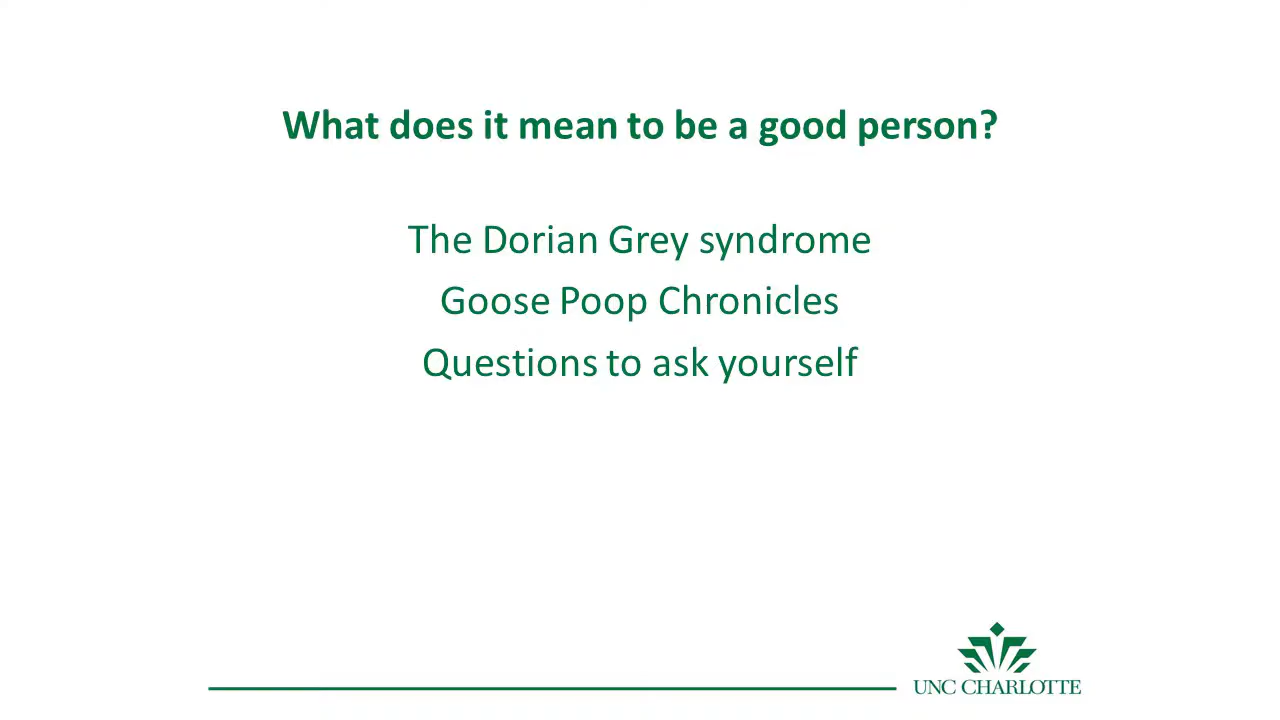 What does it mean to be a good person?
The Dorian Grey syndrome
Goose Poop Chronicles
Questions to ask yourself
UNC CHARLOTTE